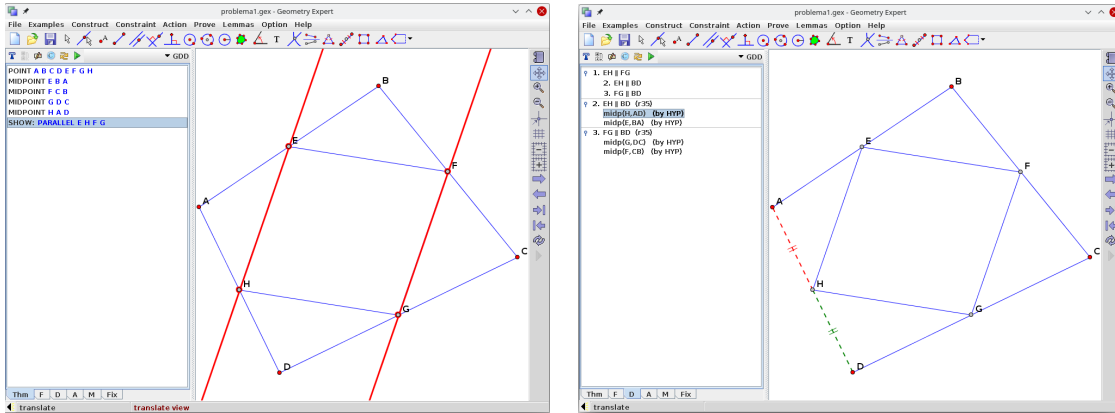 problema1.gex — Geometry Expert
File Examples Construct Constraint Action Prove Lemmas Option Help
GDD
POINT A B C D E F G H
MIDPOINT E B A
MIDPOINT F C B
MIDPOINT G D C
MIDPOINT H A D
SHOW: PARALLEL E H F G
B
E
F
A
C
H
G
D
Thm F D A M Fix
translate translate view
problema1.gex — Geometry Expert
File Examples Construct Constraint Action Prove Lemmas Option Help
GDD
1. EH ∥ FG
2. EH ∥ BD
3. FG ∥ BD
2. EH ∥ BD (r35)
midp(H,AD) (by HYP)
midp(E,BA) (by HYP)
3. FG ∥ BD (r35)
midp(G,DC) (by HYP)
midp(F,CB) (by HYP)
B
E
F
A
C
H
G
D
Thm F D A M Fix
translate